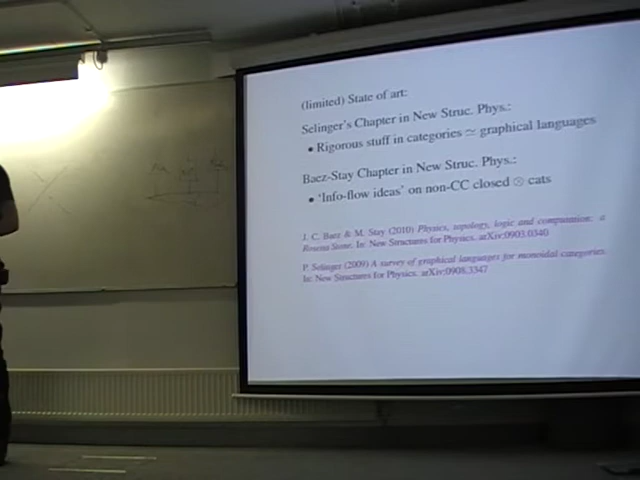 (limited) State of art:
Selinger's Chapter in New Struc. Phys.:
• Rigorous stuff in categories ≃ graphical languages
Baez-Stay Chapter in New Struc. Phys.:
• 'Info-flow ideas' on non-CC closed ⊗ cats
J. C. Baez & M. Stay (2010) Physics, topology, logic and computation: a
Rosetta Stone. In: New Structures for Physics. arXiv:0903.0340
P. Selinger (2009) A survey of graphical languages for monoidal categories.
In: New Structures for Physics. arXiv:0908.3347